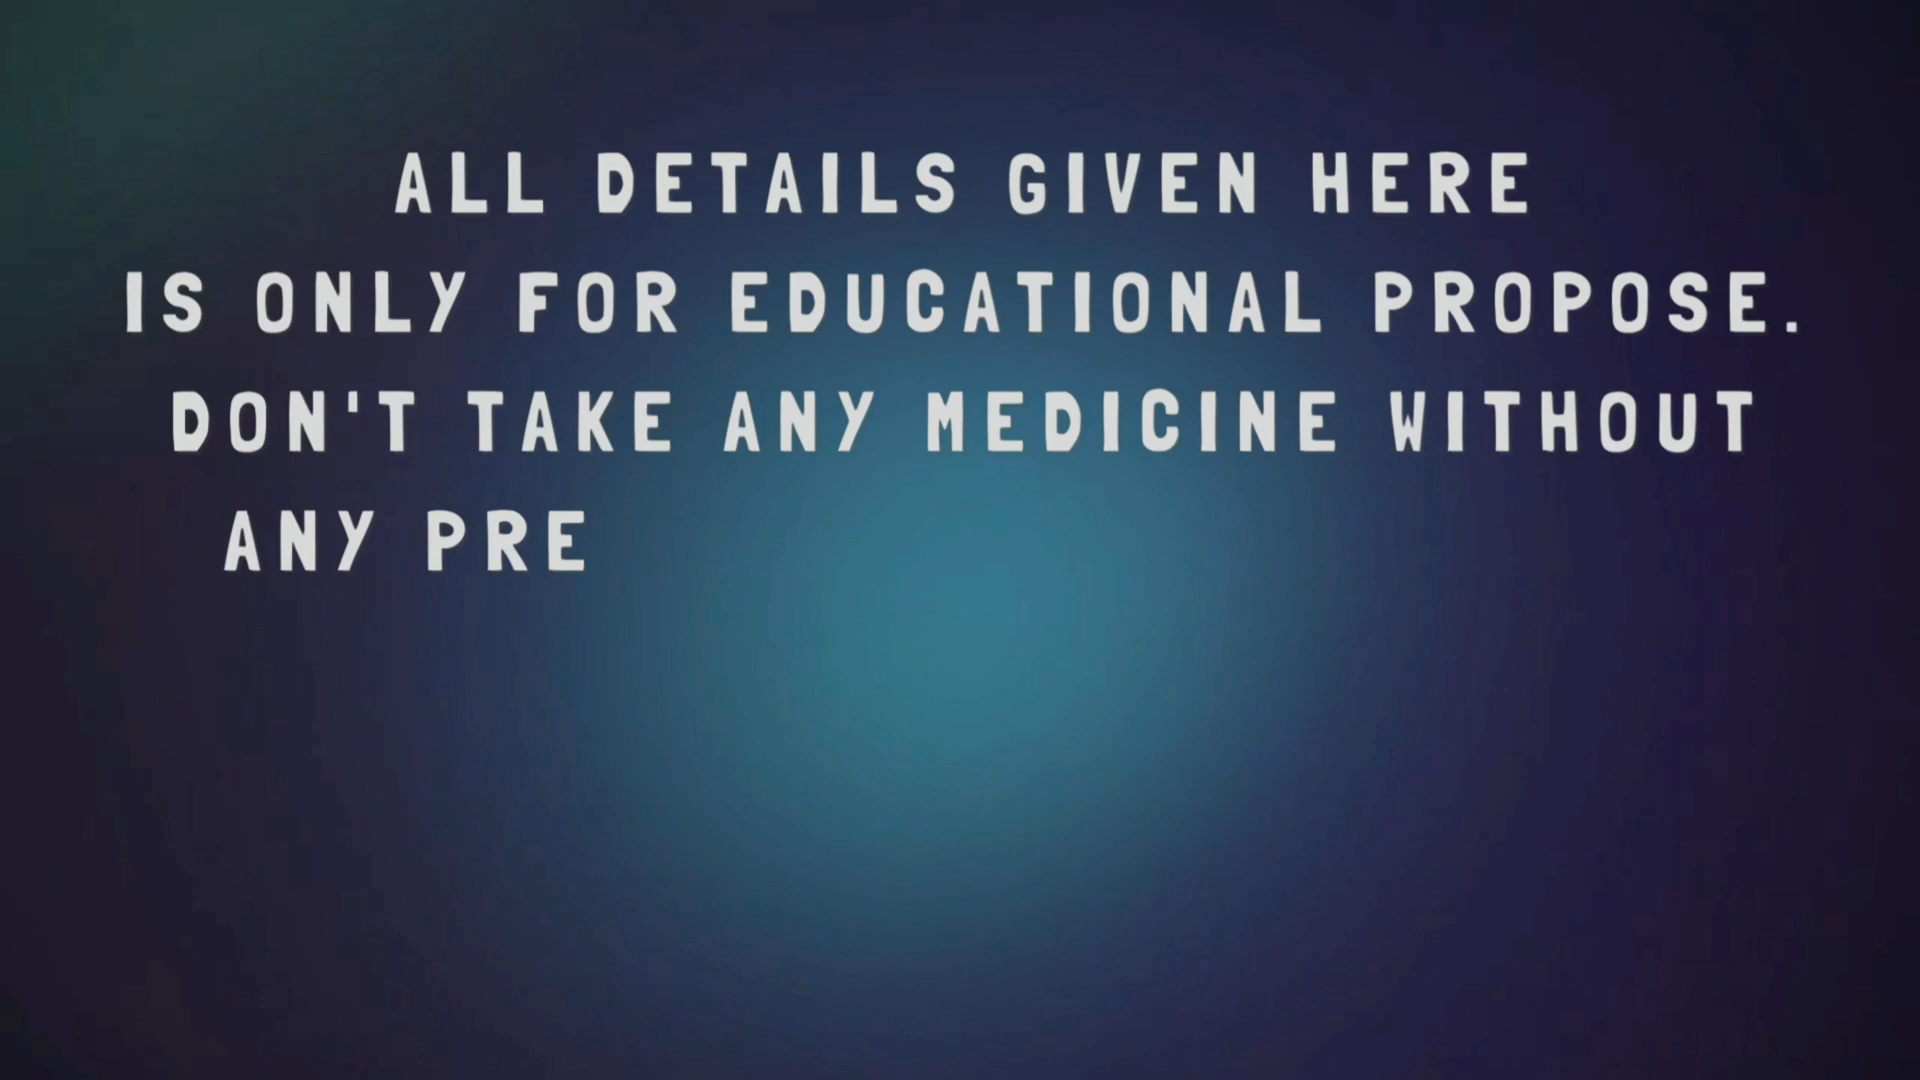 ALL DETAILS GIVEN HERE
IS ONLY FOR EDUCATIONAL PROPOSE.
DON'T TAKE ANY MEDICINE WITHOUT
ANY PRE